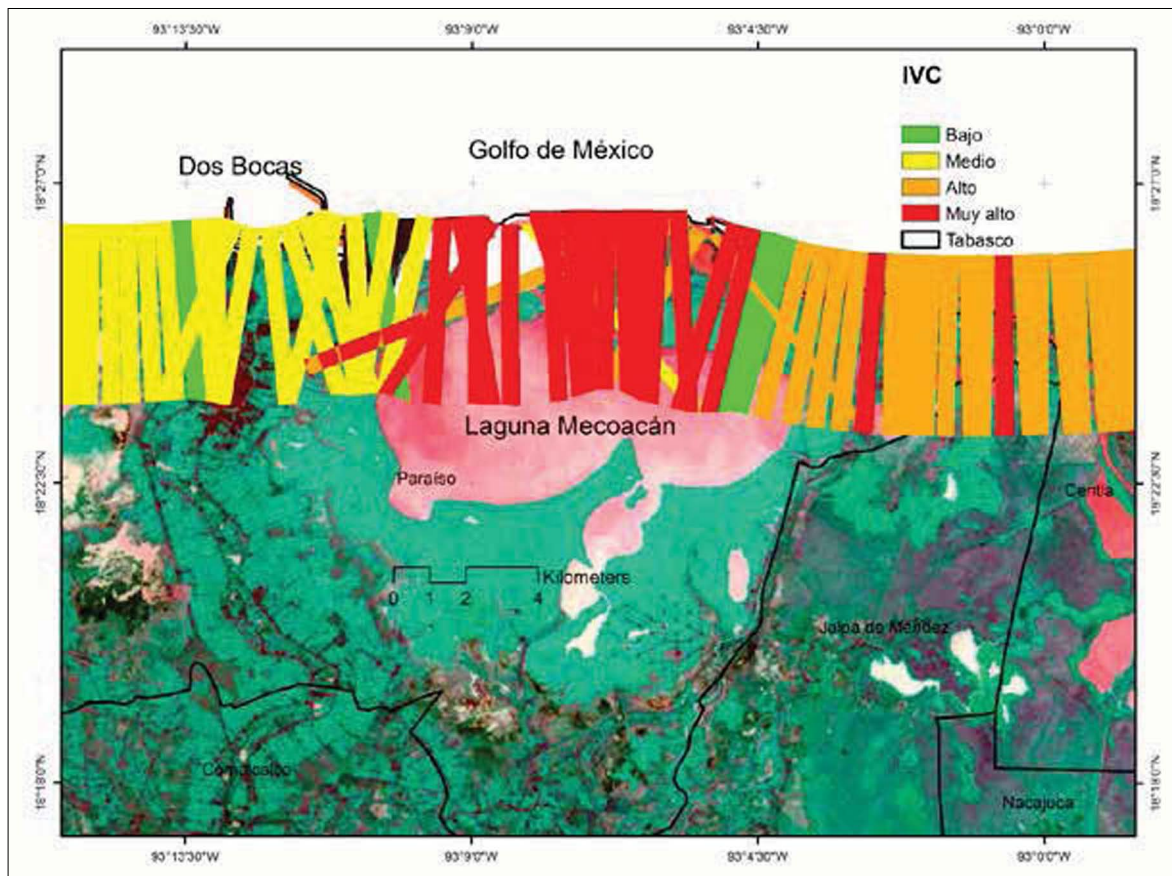 93°13'30"W 93°9'0"W 93°4'30"W 93°0'0"W
IVC
Bajo
Medio
Alto
Muy alto
Tabasco
Golfo de México
Dos Bocas
18°27'0"N
18°27'0"N
Laguna Mecoacán
Paraíso
18°22'30"N
18°22'30"N
Centla
Kilometers
0 1 2 4
Jalpa de Méndez
Comalcalco
18°18'0"N
18°18'0"N
Nacajuca
93°13'30"W 93°9'0"W 93°4'30"W 93°0'0"W